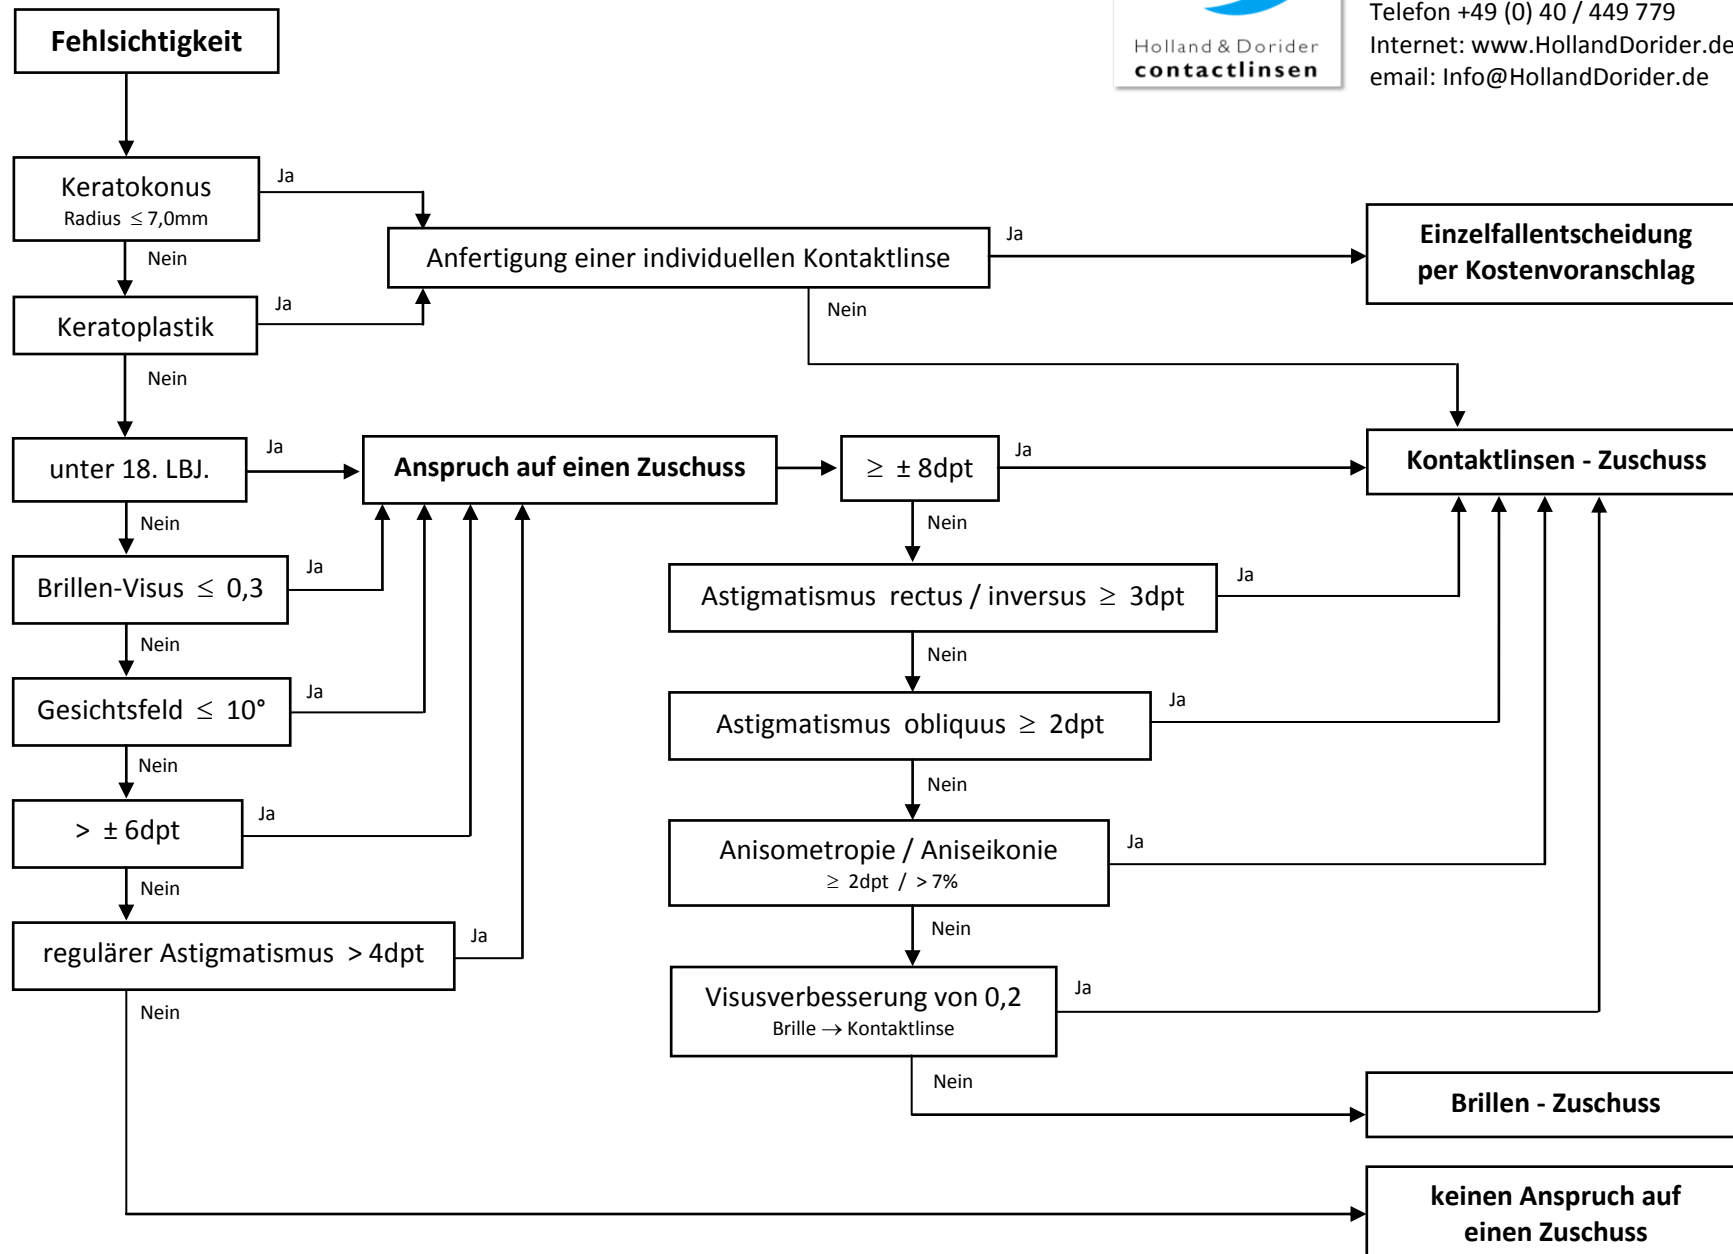 Fehlsichtigkeit
Holland & Dorider
contactlinsen
Telefon +49 (0) 40 / 449 779
Internet: www.HollandDorider.de
email: Info@HollandDorider.de
Keratokonus
Radius ≤ 7,0mm
Ja
Nein
Keratoplastik
Ja
Nein
Anfertigung einer individuellen Kontaktlinse
Ja
Nein
Einzelfallentscheidung
per Kostenvoranschlag
unter 18. LBJ.
Ja
Nein
Anspruch auf einen Zuschuss
≥ ± 8dpt
Ja
Nein
Kontaktlinsen - Zuschuss
Brillen-Visus ≤ 0,3
Ja
Nein
Astigmatismus rectus / inversus ≥ 3dpt
Ja
Nein
Gesichtsfeld ≤ 10°
Ja
Nein
Astigmatismus obliquus ≥ 2dpt
Ja
Nein
> ± 6dpt
Ja
Nein
Anisometropie / Aniseikonie
≥ 2dpt / > 7%
Ja
Nein
regulärer Astigmatismus > 4dpt
Ja
Nein
Visusverbesserung von 0,2
Brille → Kontaktlinse
Ja
Nein
Brillen - Zuschuss
keinen Anspruch auf
einen Zuschuss